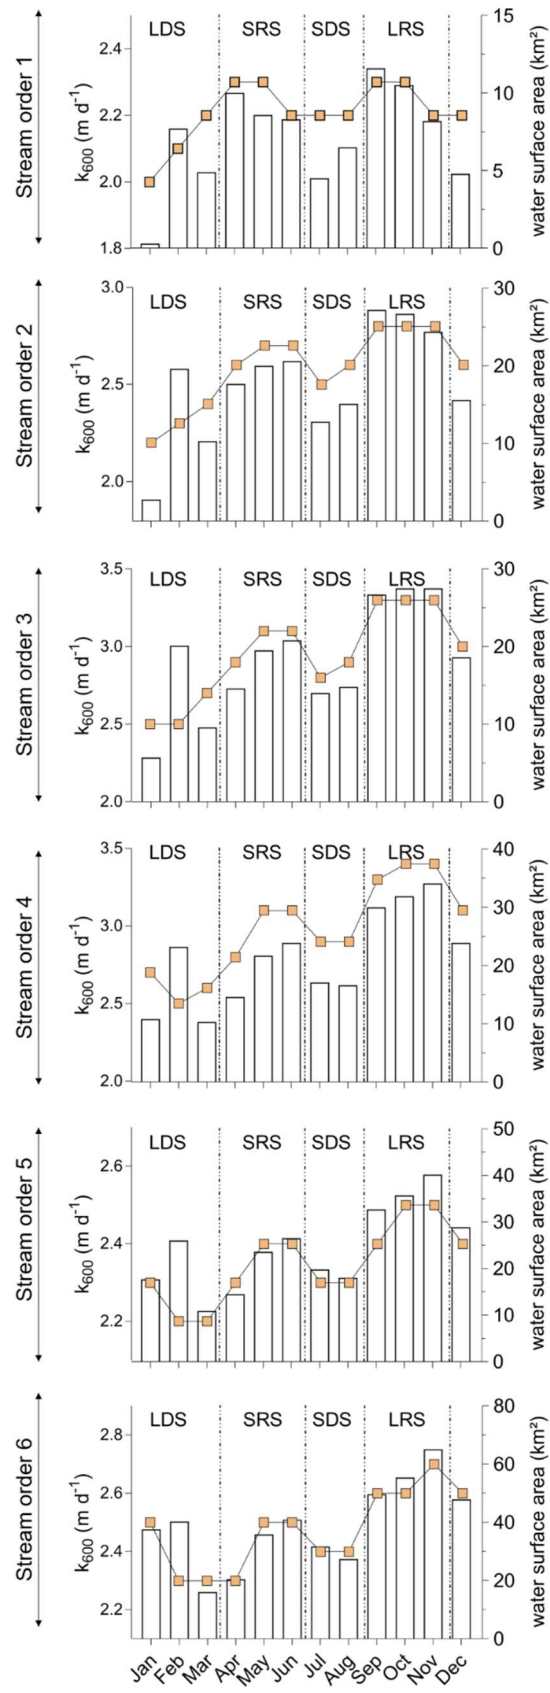 Stream order 1
k600 (m d-1)
2.4
2.2
2.0
1.8
LDS SRS SDS LRS
15
10
5
0
water surface area (km²)
Stream order 2
k600 (m d-1)
3.0
2.5
2.0
LDS SRS SDS LRS
30
20
10
0
water surface area (km²)
Stream order 3
k600 (m d-1)
3.5
3.0
2.5
2.0
LDS SRS SDS LRS
30
20
10
0
water surface area (km²)
Stream order 4
k600 (m d-1)
3.5
3.0
2.5
2.0
LDS SRS SDS LRS
40
30
20
10
0
water surface area (km²)
Stream order 5
k600 (m d-1)
2.6
2.4
2.2
LDS SRS SDS LRS
50
40
30
20
10
0
water surface area (km²)
Stream order 6
k600 (m d-1)
2.8
2.6
2.4
2.2
LDS SRS SDS LRS
80
60
40
20
0
water surface area (km²)
Jan Feb Mar Apr May Jun Jul Aug Sep Oct Nov Dec